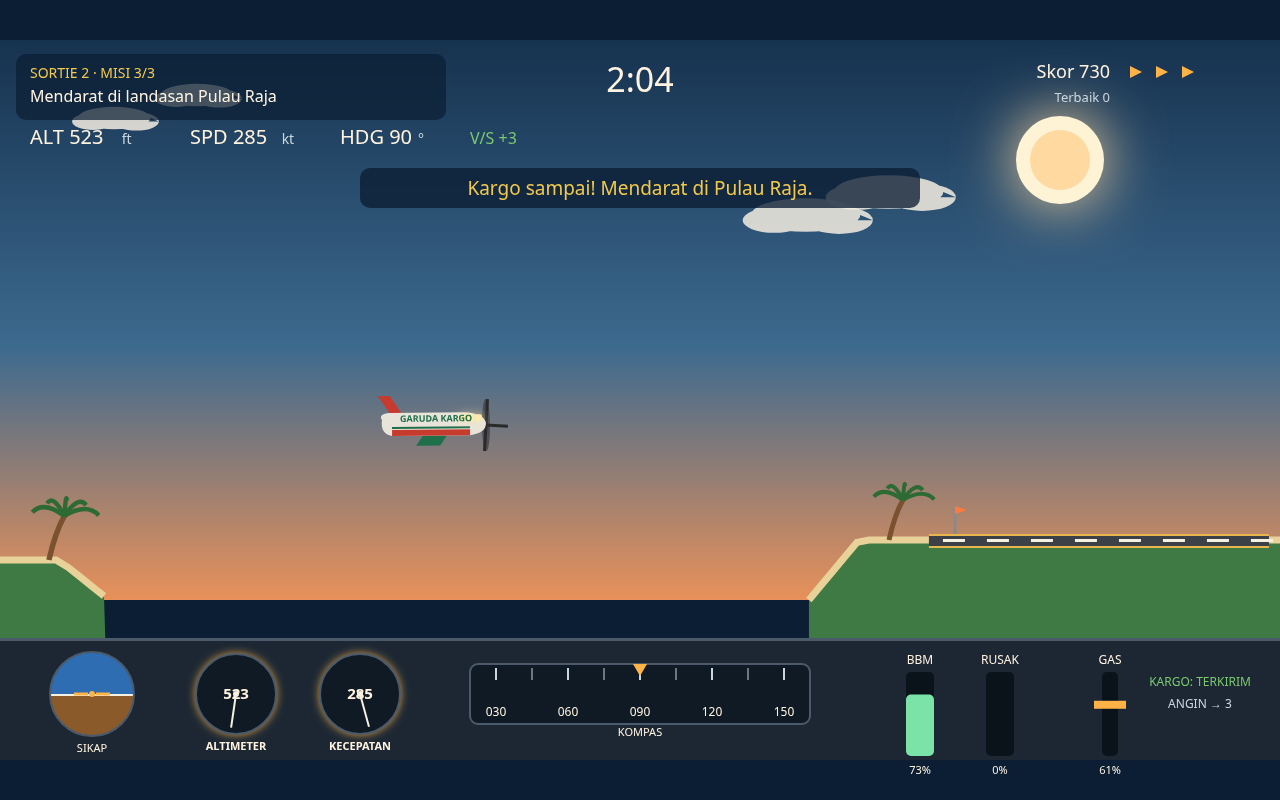 SORTIE 2 · MISI 3/3
Mendarat di landasan Pulau Raja
2:04
Skor 730
Terbaik 0
ALT 523 ft SPD 285 kt HDG 90 ° V/S +3
Kargo sampai! Mendarat di Pulau Raja.
GARUDA KARGO
523
285
030 060 090 120 150
SIKAP
ALTIMETER
KECEPATAN
KOMPAS
BBM
RUSAK
GAS
73%
0%
61%
KARGO: TERKIRIM
ANGIN → 3